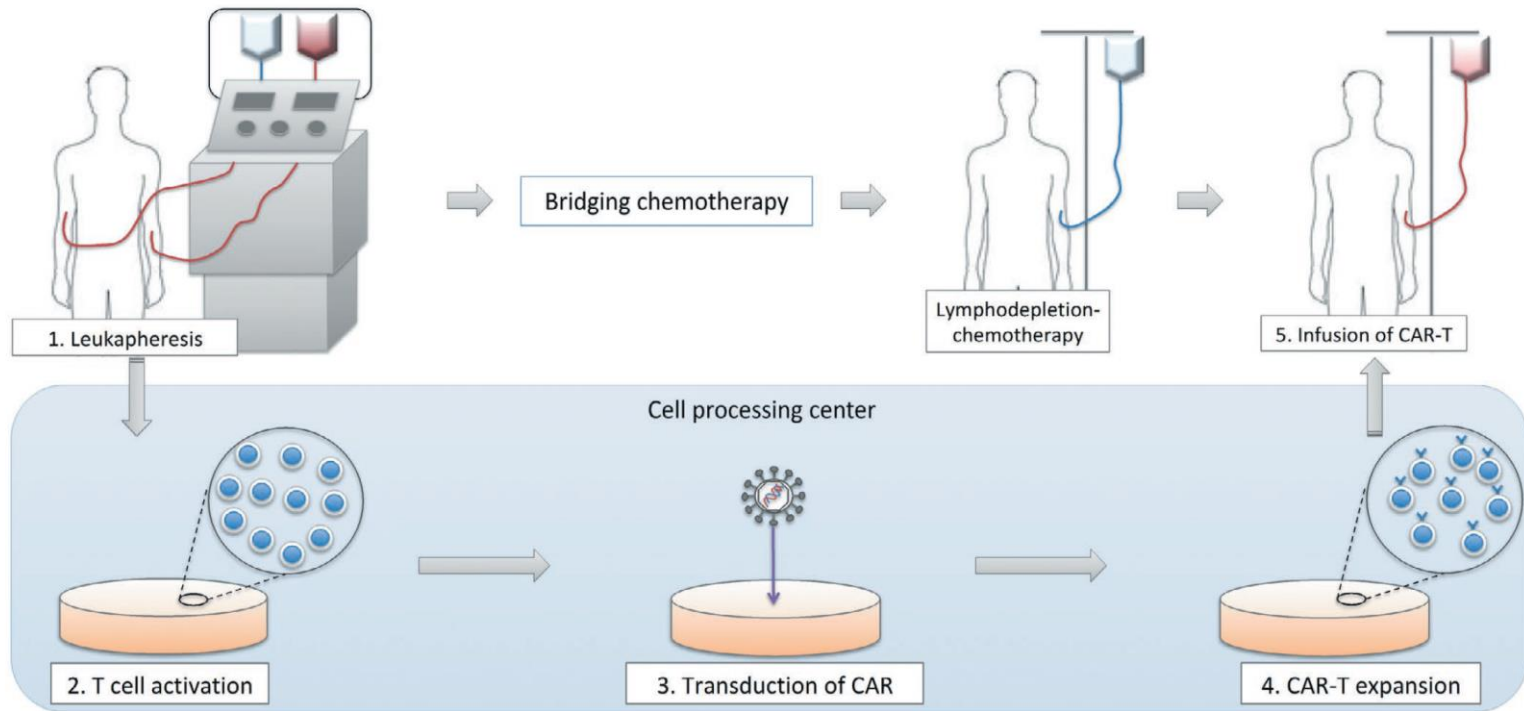 Bridging chemotherapy
1. Leukapheresis
Lymphodepletion-
chemotherapy
5. Infusion of CAR-T
Cell processing center
2. T cell activation
3. Transduction of CAR
4. CAR-T expansion